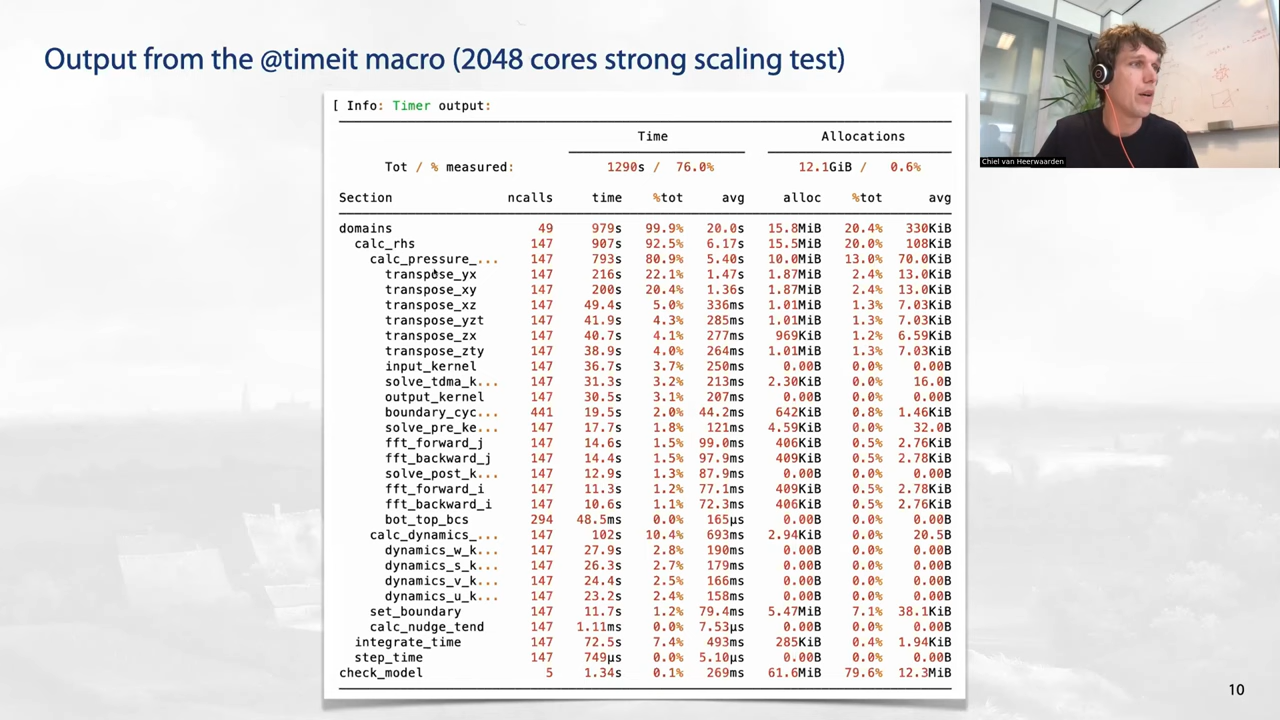 Output from the @timeit macro (2048 cores strong scaling test)
Chiel van Heerwaarden
[ Info: Timer output:
Time Allocations
Tot / % measured: 1290s / 76.0% 12.1GiB / 0.6%
Section ncalls time %tot avg alloc %tot avg
domains 49 979s 99.9% 20.0s 15.8MiB 20.4% 330KiB
calc_rhs 147 907s 92.5% 6.17s 15.5MiB 20.0% 108KiB
calc_pressure_... 147 793s 80.9% 5.40s 10.0MiB 13.0% 70.0KiB
transpose_yx 147 216s 22.1% 1.47s 1.87MiB 2.4% 13.0KiB
transpose_xy 147 200s 20.4% 1.36s 1.87MiB 2.4% 13.0KiB
transpose_xz 147 49.4s 5.0% 336ms 1.01MiB 1.3% 7.03KiB
transpose_yzt 147 41.9s 4.3% 285ms 1.01MiB 1.3% 7.03KiB
transpose_zx 147 40.7s 4.1% 277ms 969KiB 1.2% 6.59KiB
transpose_zty 147 38.9s 4.0% 264ms 1.01MiB 1.3% 7.03KiB
input_kernel 147 36.7s 3.7% 250ms 0.00B 0.0% 0.00B
solve_tdma_k... 147 31.3s 3.2% 213ms 2.30KiB 0.0% 16.0B
output_kernel 147 30.5s 3.1% 207ms 0.00B 0.0% 0.00B
boundary_cyc... 441 19.5s 2.0% 44.2ms 642KiB 0.8% 1.46KiB
solve_pre_ke... 147 17.7s 1.8% 121ms 4.59KiB 0.0% 32.0B
fft_forward_j 147 14.6s 1.5% 99.0ms 406KiB 0.5% 2.76KiB
fft_backward_j 147 14.4s 1.5% 97.9ms 409KiB 0.5% 2.78KiB
solve_post_k... 147 12.9s 1.3% 87.9ms 0.00B 0.0% 0.00B
fft_forward_i 147 11.3s 1.2% 77.1ms 409KiB 0.5% 2.78KiB
fft_backward_i 147 10.6s 1.1% 72.3ms 406KiB 0.5% 2.76KiB
bot_top_bcs 294 48.5ms 0.0% 165μs 0.00B 0.0% 0.00B
calc_dynamics_... 147 102s 10.4% 693ms 2.94KiB 0.0% 20.5B
dynamics_w_k... 147 27.9s 2.8% 190ms 0.00B 0.0% 0.00B
dynamics_s_k... 147 26.3s 2.7% 179ms 0.00B 0.0% 0.00B
dynamics_v_k... 147 24.4s 2.5% 166ms 0.00B 0.0% 0.00B
dynamics_u_k... 147 23.2s 2.4% 158ms 0.00B 0.0% 0.00B
set_boundary 147 11.7s 1.2% 79.4ms 5.47MiB 7.1% 38.1KiB
calc_nudge_tend 147 1.11ms 0.0% 7.53μs 0.00B 0.0% 0.00B
integrate_time 147 72.5s 7.4% 493ms 285KiB 0.4% 1.94KiB
step_time 147 749μs 0.0% 5.10μs 0.00B 0.0% 0.00B
check_model 5 1.34s 0.1% 269ms 61.6MiB 79.6% 12.3MiB
10